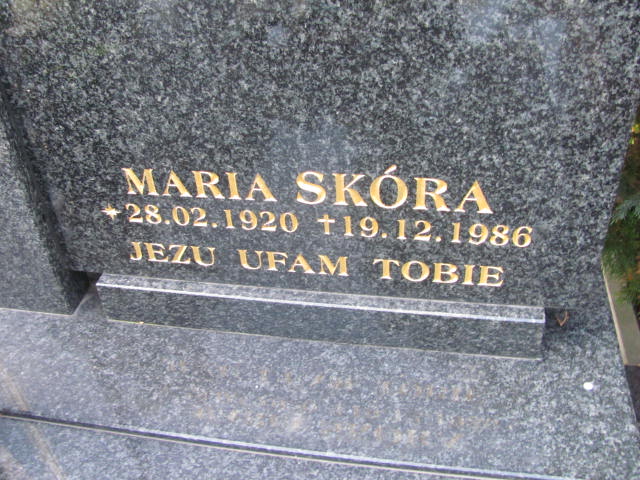 MARIA SKÓRA
*28.02.1920 †19.12.1986
JEZU UFAM TOBIE